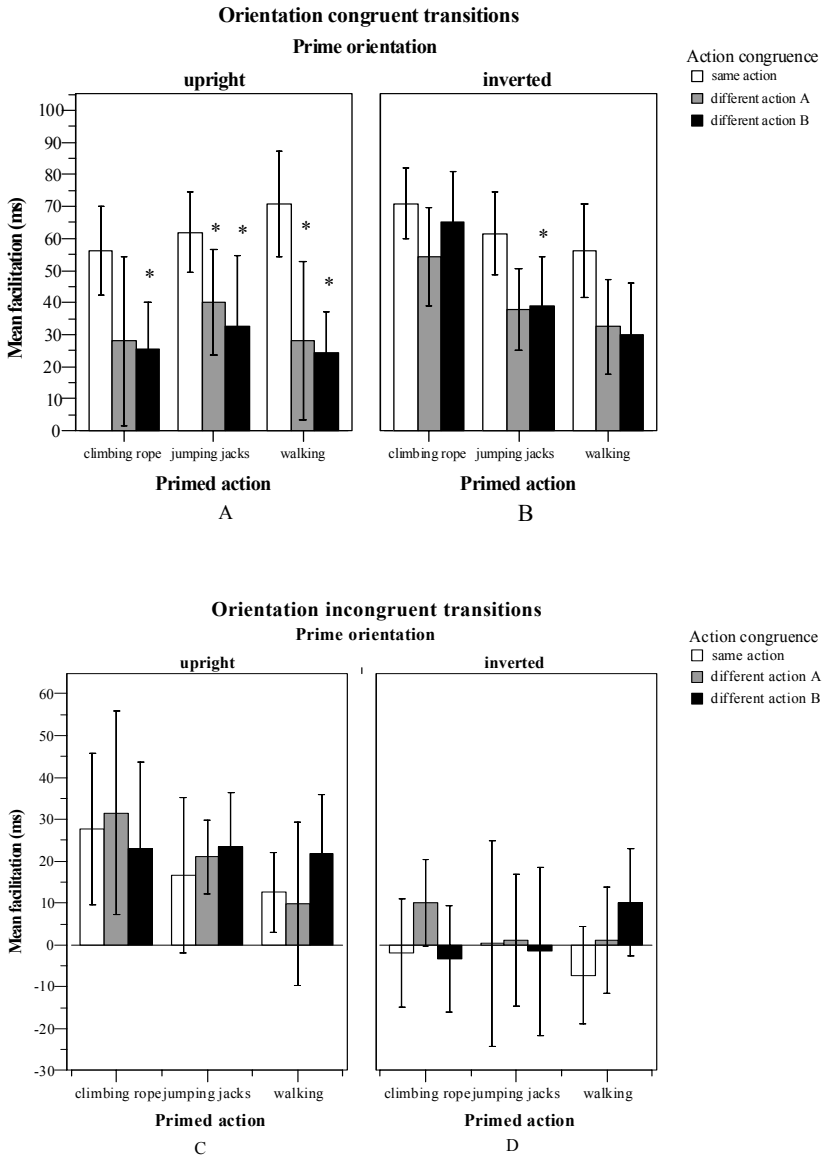 Orientation congruent transitions
Prime orientation
upright
inverted
Action congruence
same action
different action A
different action B
Mean facilitation (ms)
100
90
80
70
60
50
40
30
20
10
0
* * * * * *
climbing rope jumping jacks walking
climbing rope jumping jacks walking
Primed action
Primed action
A
B
Orientation incongruent transitions
Prime orientation
upright
inverted
Action congruence
same action
different action A
different action B
Mean facilitation (ms)
60
50
40
30
20
10
0
-10
-20
-30
climbing rope jumping jacks walking
climbing rope jumping jacks walking
Primed action
Primed action
C
D